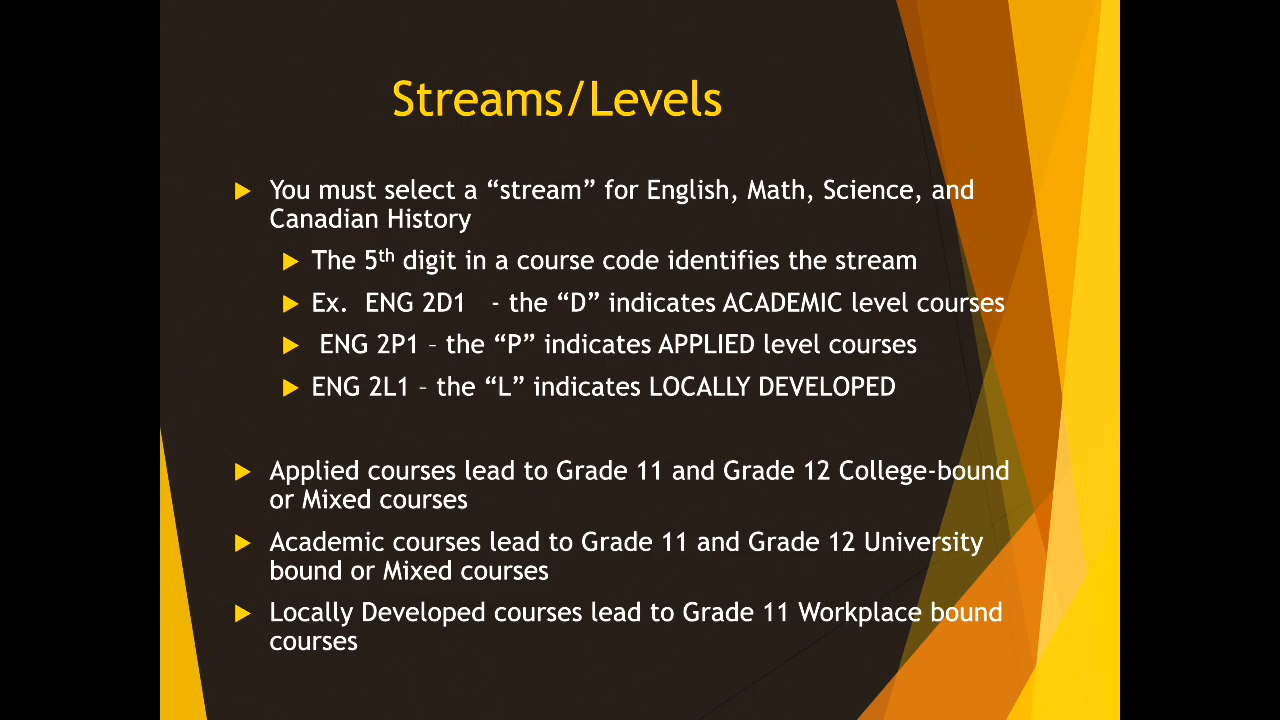 Streams/Levels
You must select a “stream” for English, Math, Science, and
Canadian History
The 5th digit in a course code identifies the stream
Ex. ENG 2D1 - the “D” indicates ACADEMIC level courses
ENG 2P1 – the “P” indicates APPLIED level courses
ENG 2L1 – the “L” indicates LOCALLY DEVELOPED
Applied courses lead to Grade 11 and Grade 12 College-bound
or Mixed courses
Academic courses lead to Grade 11 and Grade 12 University
bound or Mixed courses
Locally Developed courses lead to Grade 11 Workplace bound
courses